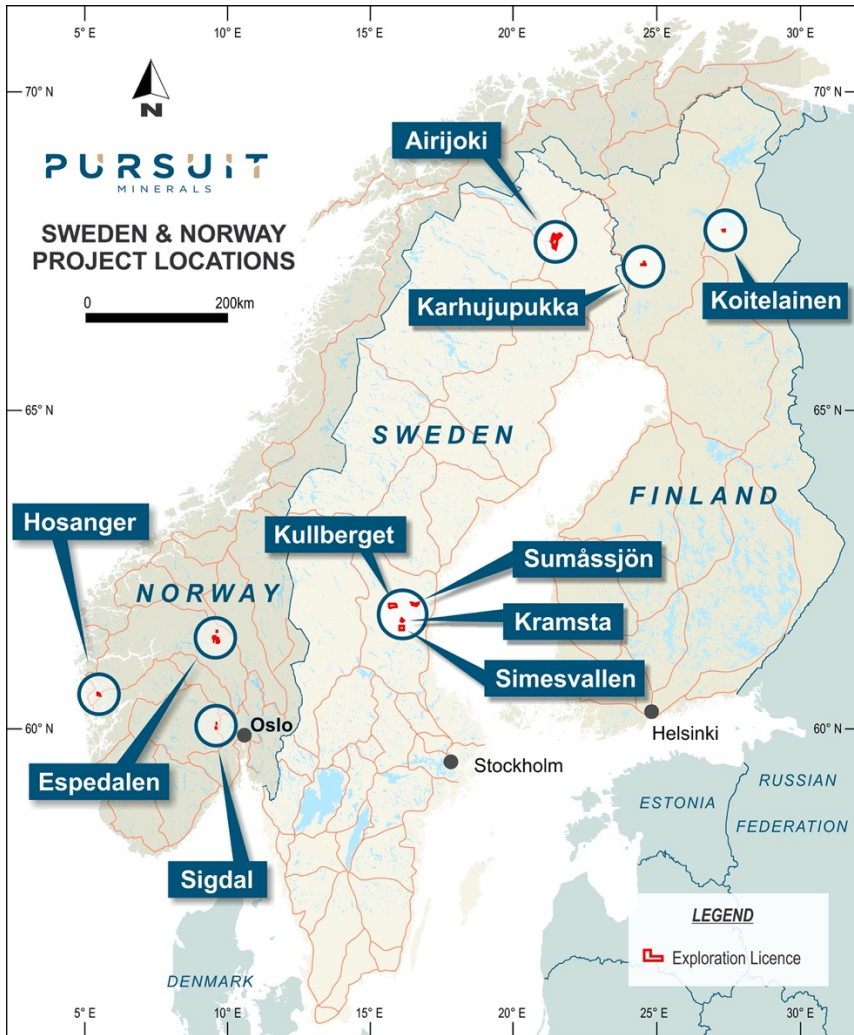 5° E
10° E
15° E
20° E
25° E
30° E
70° N
70° N
N
PURSUIT
MINERALS
SWEDEN & NORWAY
PROJECT LOCATIONS
0
200km
Airijoki
Karhujupukka
Koitelainen
65° N
65° N
SWEDEN
FINLAND
Hosanger
Kullberget
Sumåssjön
NORWAY
Kramsta
Simesvallen
60° N
60° N
Oslo
Helsinki
Espedalen
Stockholm
ESTONIA
RUSSIAN
FEDERATION
Sigdal
DENMARK
LEGEND
Exploration Licence
5° E
10° E
15° E
20° E
25° E